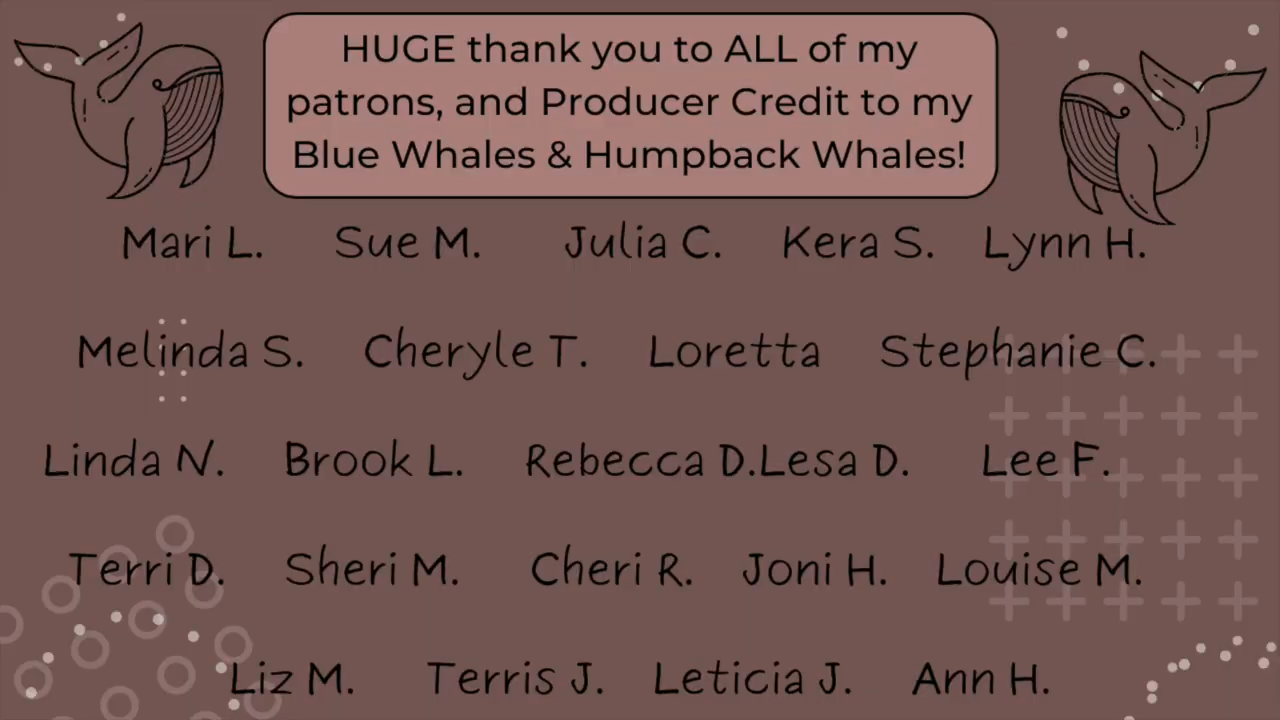 HUGE thank you to ALL of my
patrons, and Producer Credit to my
Blue Whales & Humpback Whales!
Mari L. Sue M. Julia C. Kera S. Lynn H.
Melinda S. Cheryle T. Loretta Stephanie C.
Linda N. Brook L. Rebecca D. Lesa D. Lee F.
Terri D. Sheri M. Cheri R. Joni H. Louise M.
Liz M. Terris J. Leticia J. Ann H.